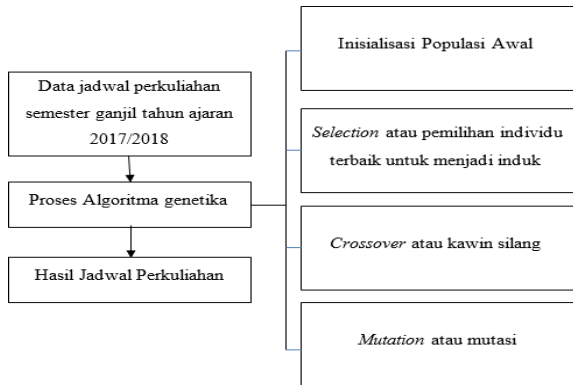 Data jadwal perkuliahan
semester ganjil tahun ajaran
2017/2018
Proses Algoritma genetika
Hasil Jadwal Perkuliahan
Inisialisasi Populasi Awal
Selection atau pemilihan individu
terbaik untuk menjadi induk
Crossover atau kawin silang
Mutation atau mutasi